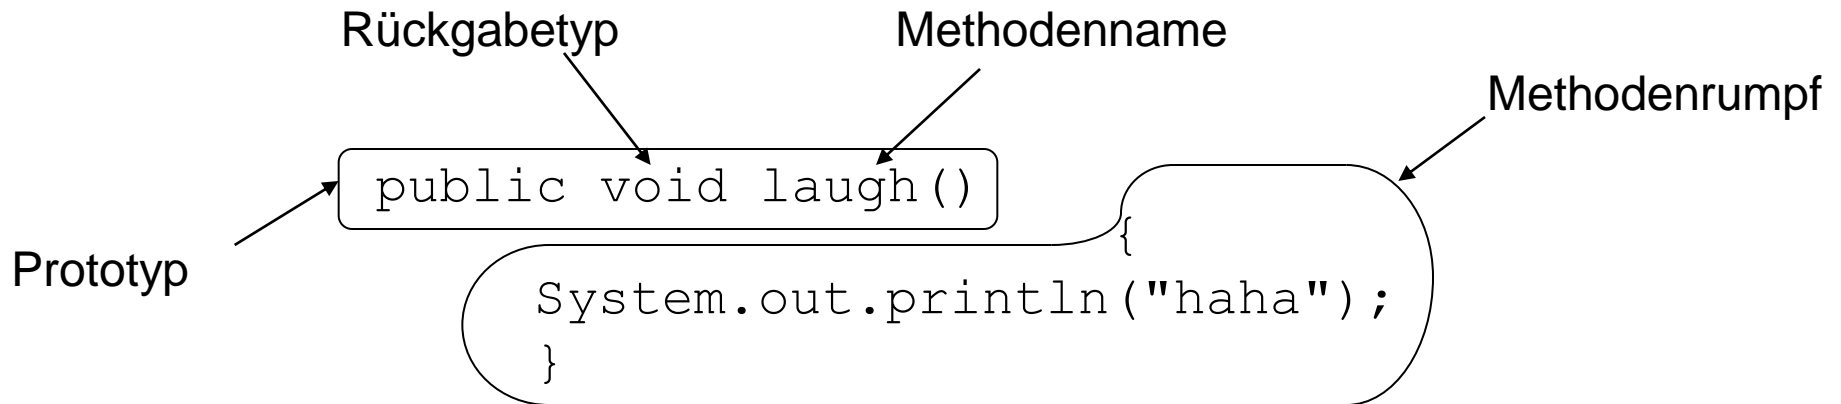 Rückgabetyp Methodenname
Methodenrumpf
public void laugh()
{
Prototyp
System.out.println("haha");
}